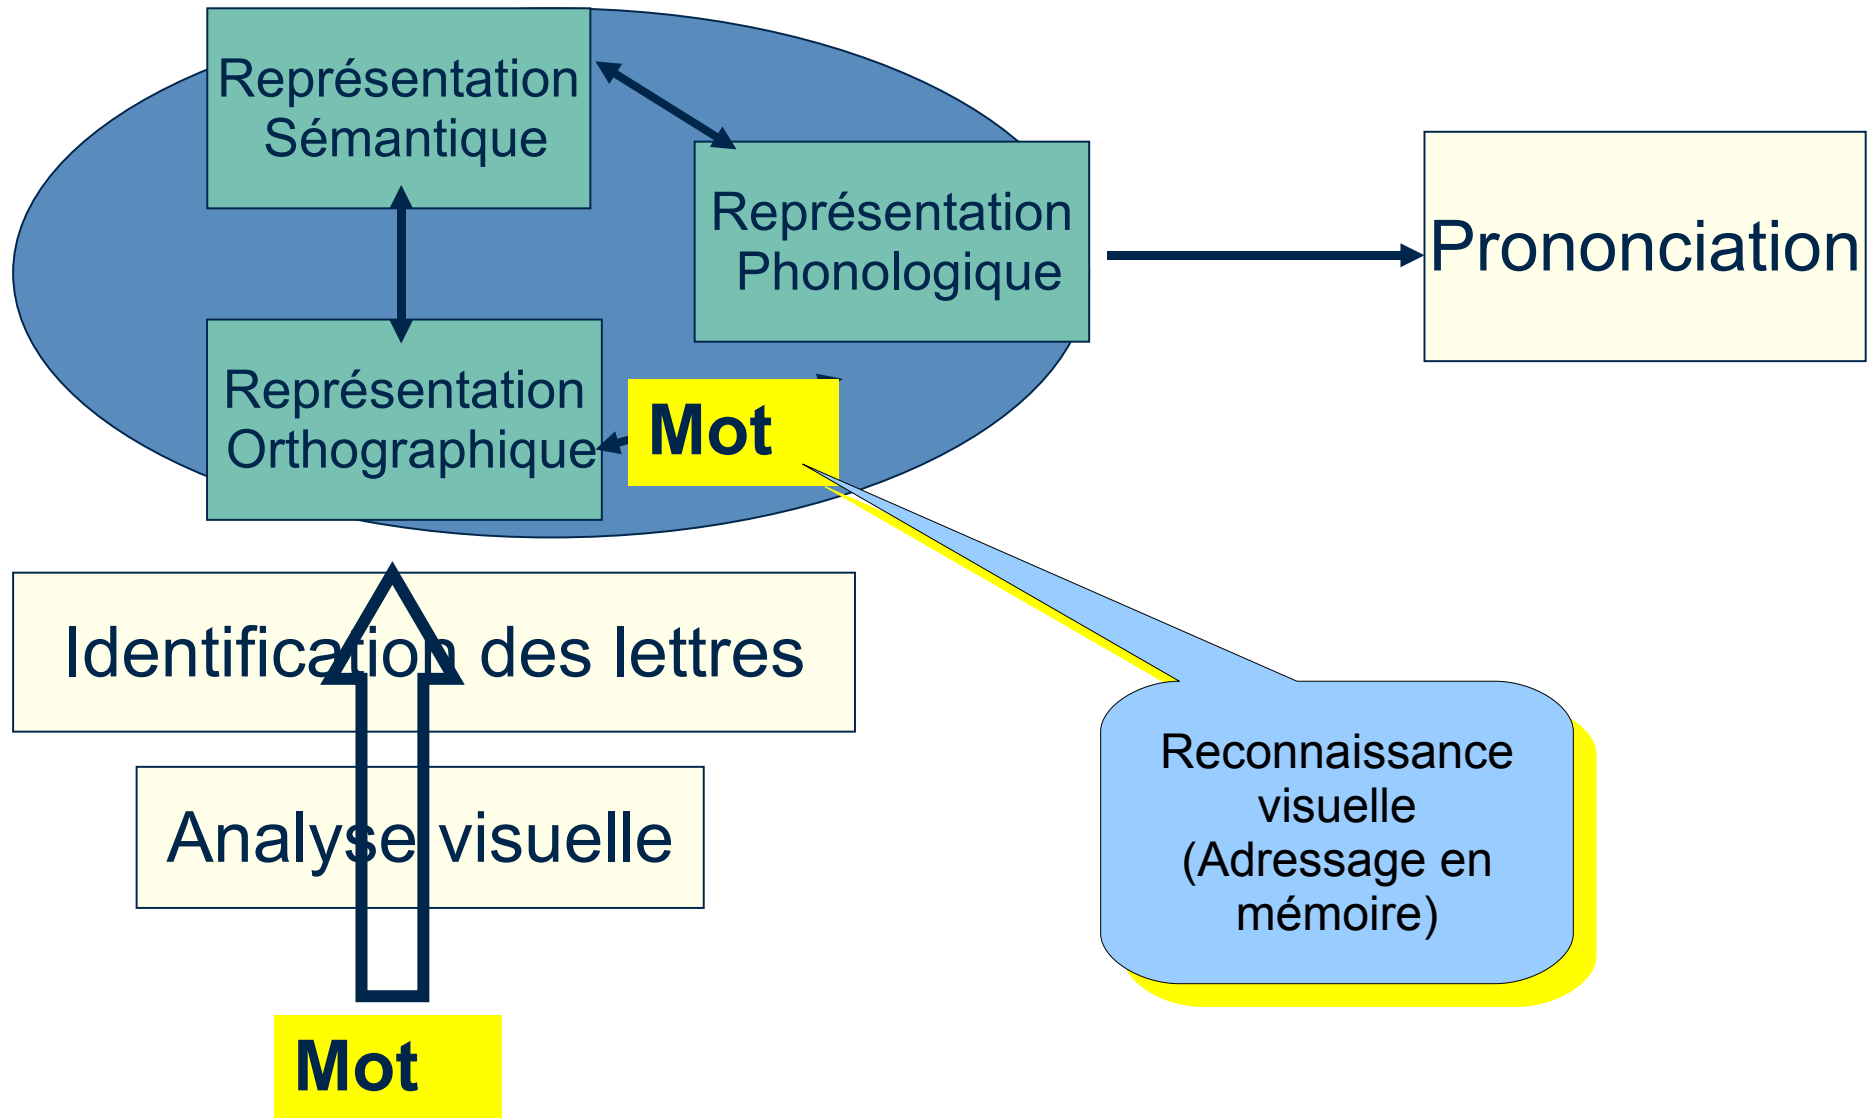 Représentation
Sémantique
Représentation
Phonologique
Prononciation
Représentation
Orthographique
Mot
Identification des lettres
Analyse visuelle
Reconnaissance
visuelle
(Adressage en
mémoire)
Mot